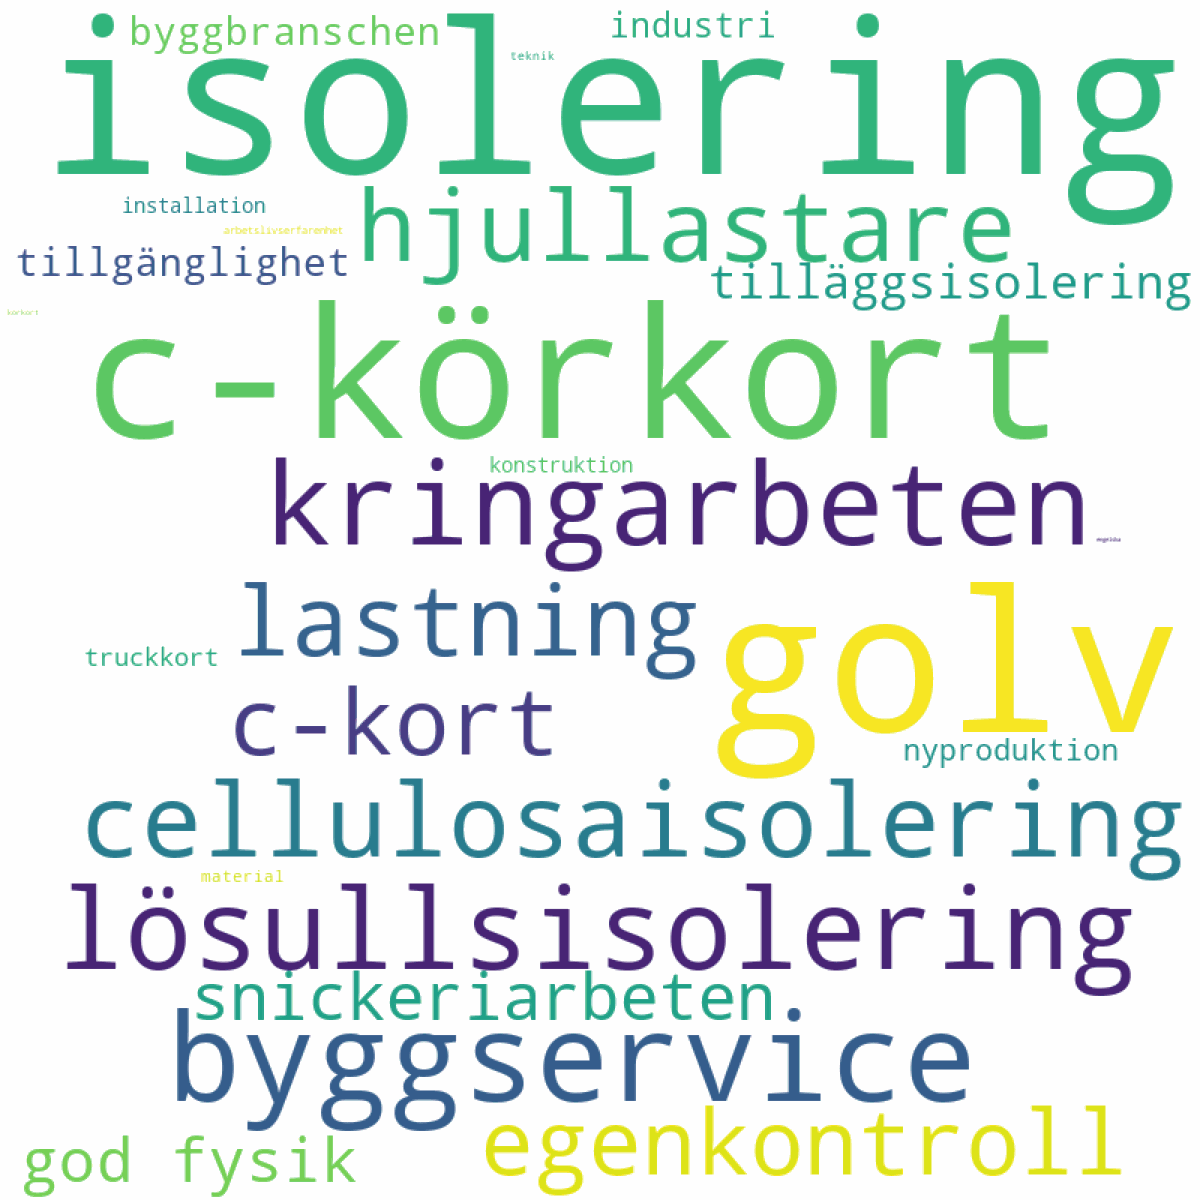 byggbranschen
industri
teknik
isolering
installation
hjullastare
arbetslivserfarenhet
tillgänglighet
tilläggsisolering
körkort
c-körkort
konstruktion
kringarbeten
lastning
golv
truckkort
c-kort
nyproduktion
cellulosaisolering
material
lösullsisolering
snickeriarbeten
byggservice
egenkontroll
god fysik